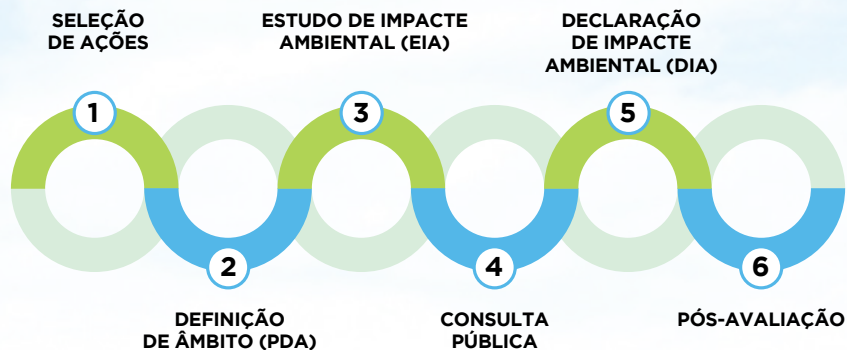 SELEÇÃO
DE AÇÕES
ESTUDO DE IMPACTE
AMBIENTAL (EIA)
DECLARAÇÃO
DE IMPACTE
AMBIENTAL (DIA)
1
3
5
2
4
6
DEFINIÇÃO
DE ÂMBITO (PDA)
CONSULTA
PÚBLICA
PÓS-AVALIAÇÃO